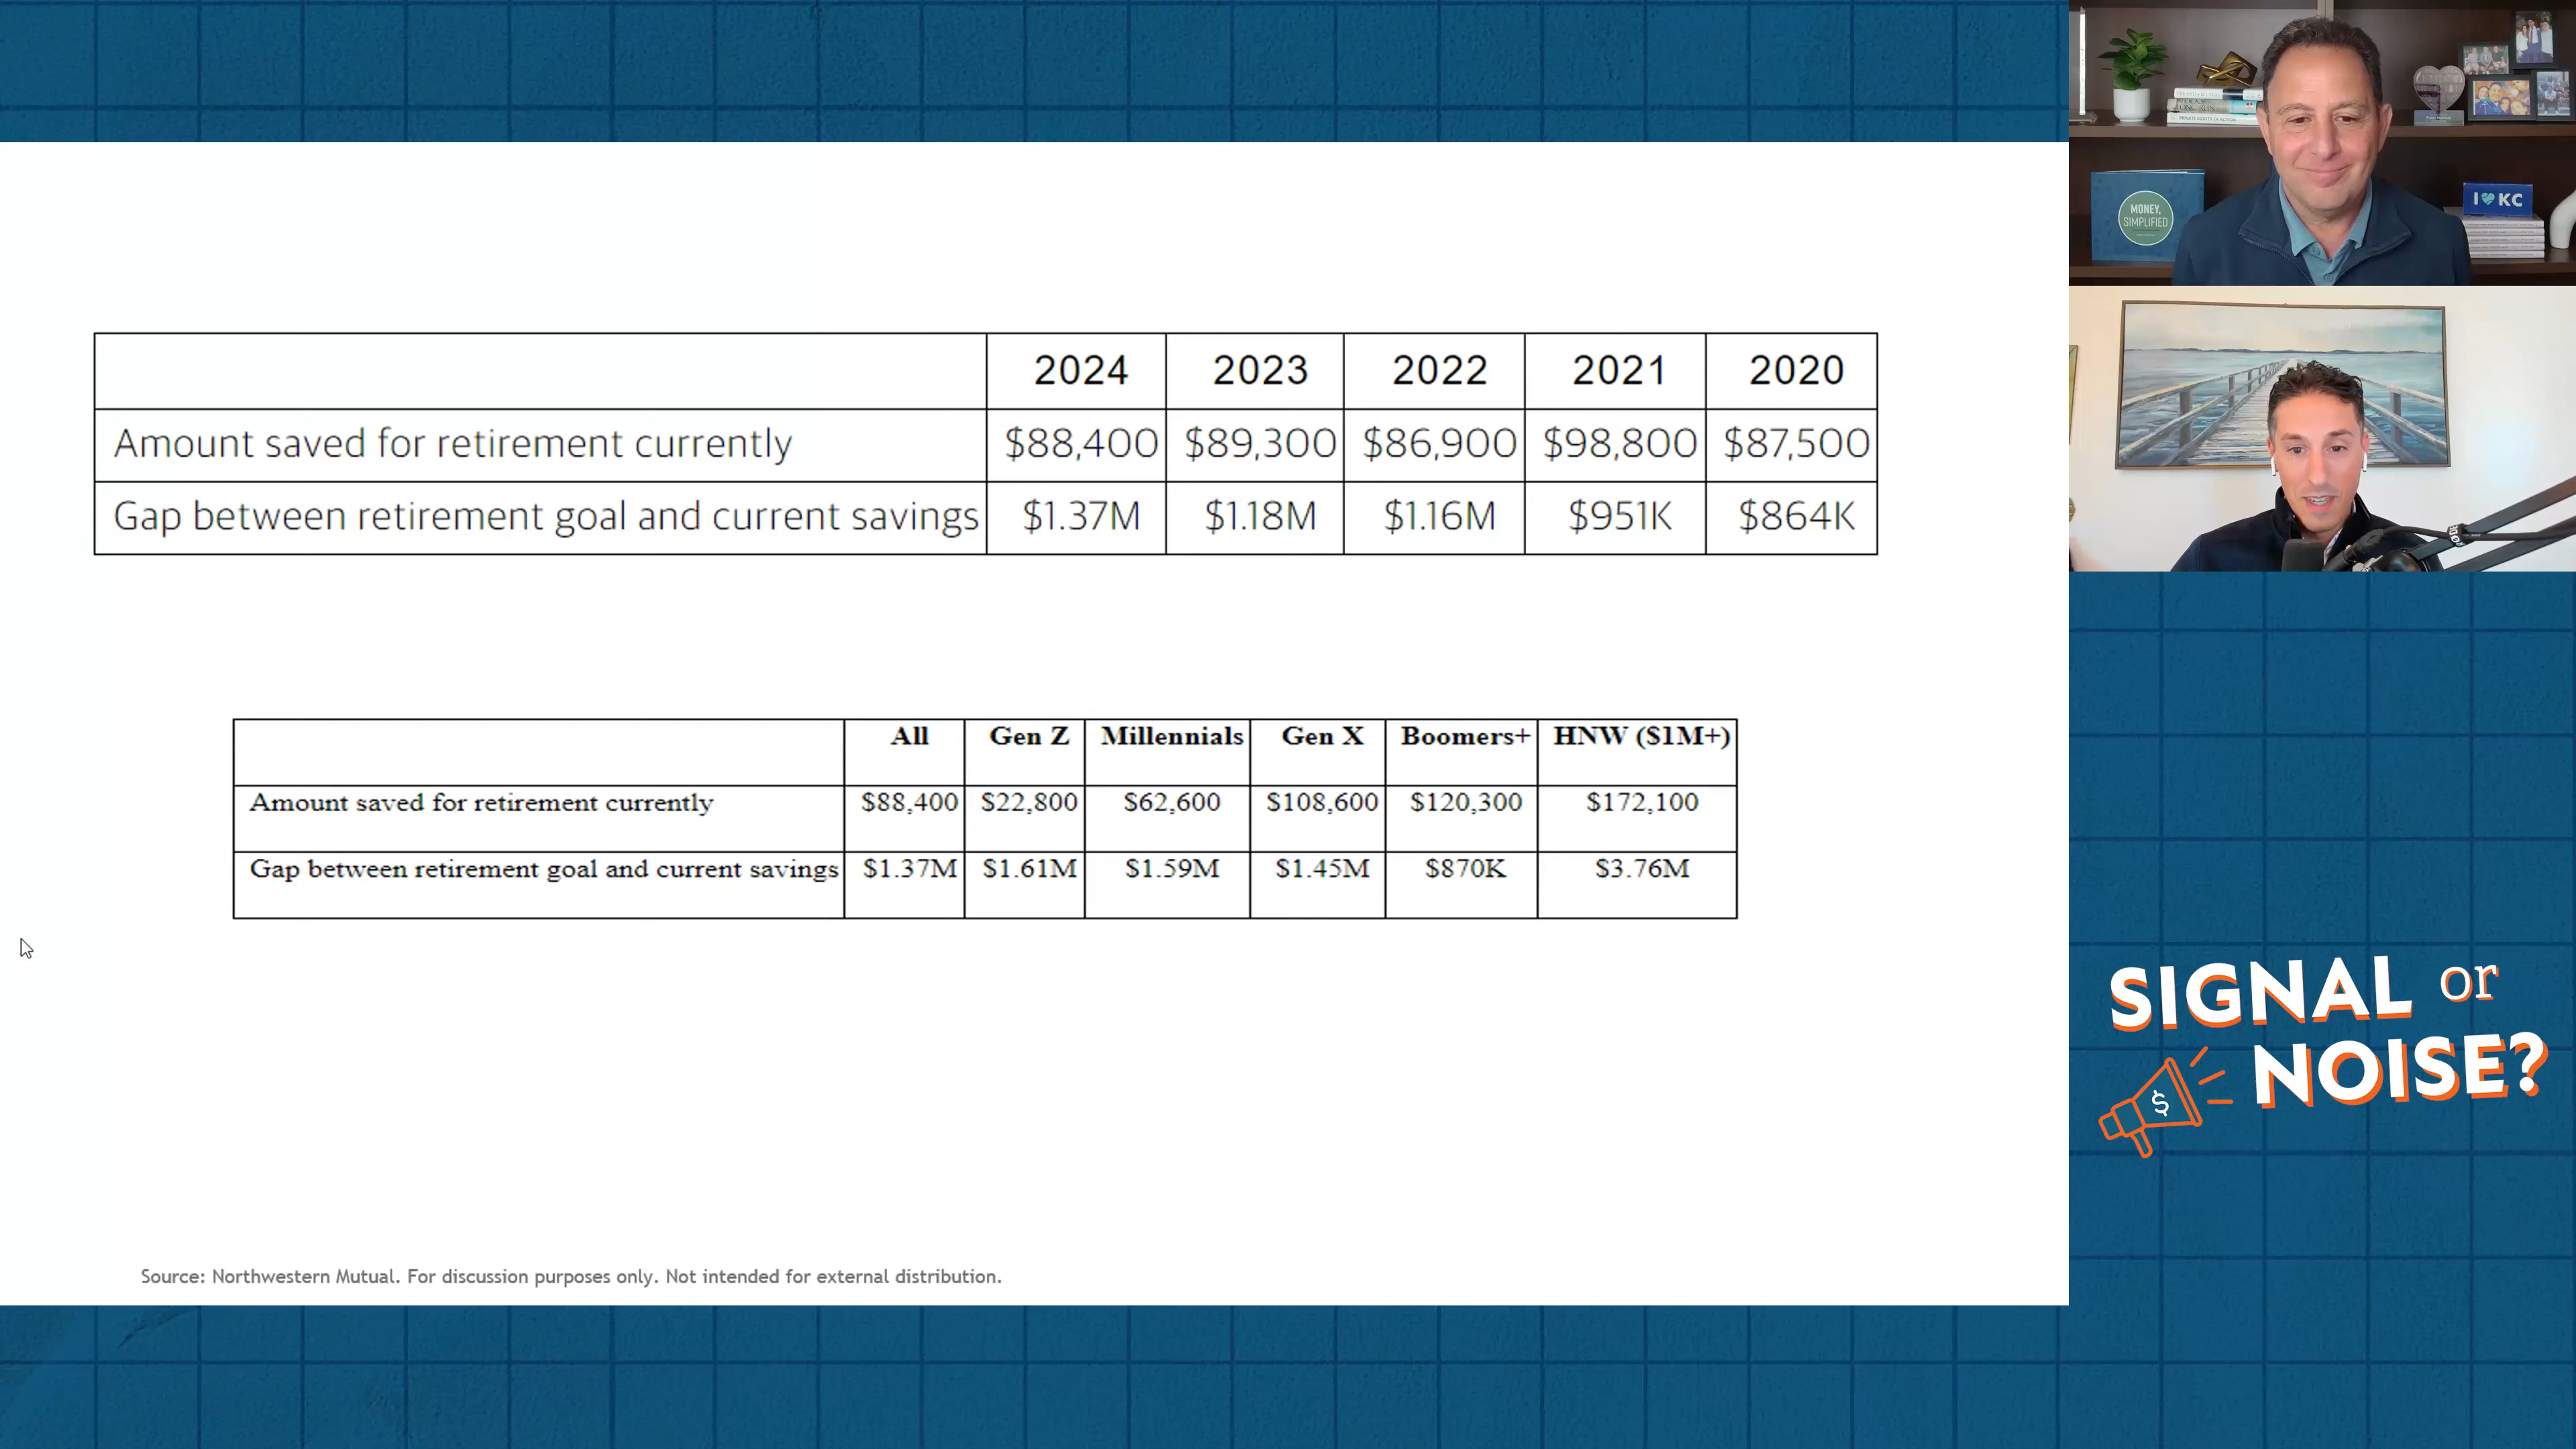 2024 2023 2022 2021 2020
Amount saved for retirement currently $88,400 $89,300 $86,900 $98,800 $87,500
Gap between retirement goal and current savings $1.37M $1.18M $1.16M $951K $864K
All Gen Z Millennials Gen X Boomers+ HNW ($1M+)
Amount saved for retirement currently $88,400 $22,800 $62,600 $108,600 $120,300 $172,100
Gap between retirement goal and current savings $1.37M $1.61M $1.59M $1.45M $870K $3.76M
Source: Northwestern Mutual. For discussion purposes only. Not intended for external distribution.
PRIVATE EQUITY IN ACTION
MONEY,
SIMPLIFIED
I KC
RODE
SIGNAL or
NOISE?
$